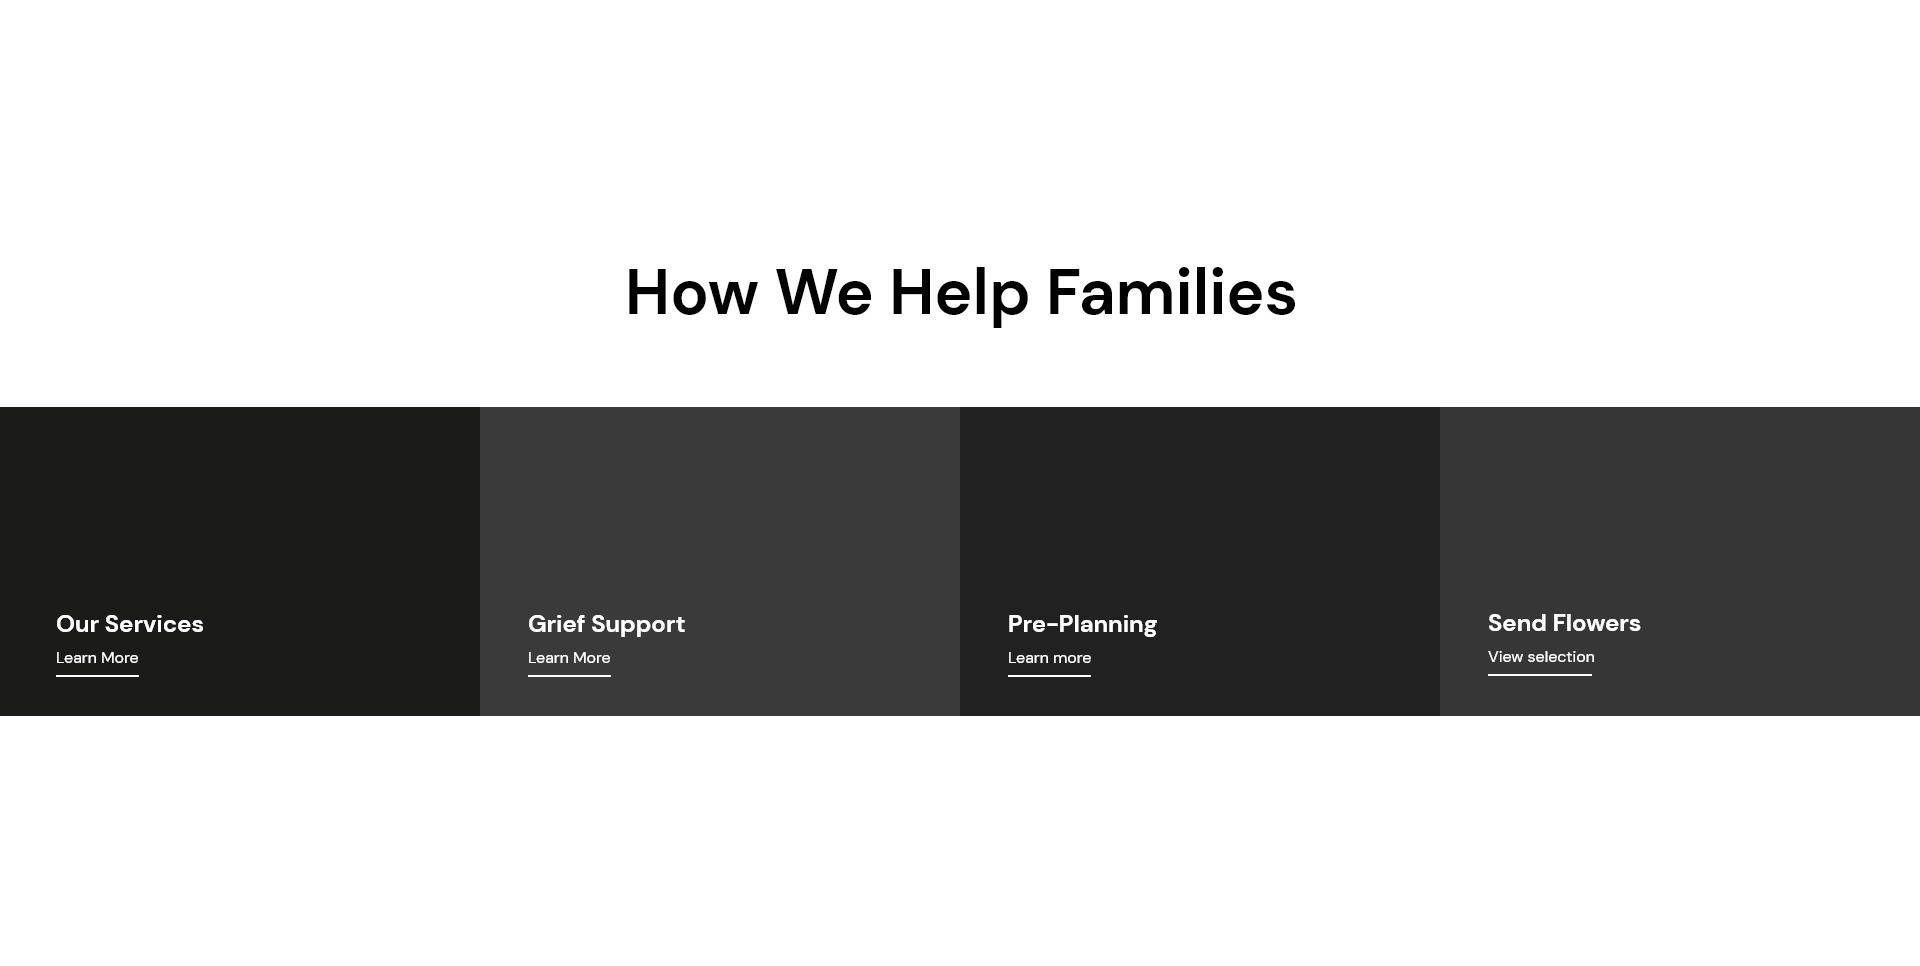 How We Help Families
Our Services
Learn More
Grief Support
Learn More
Pre-Planning
Learn more
Send Flowers
View selection